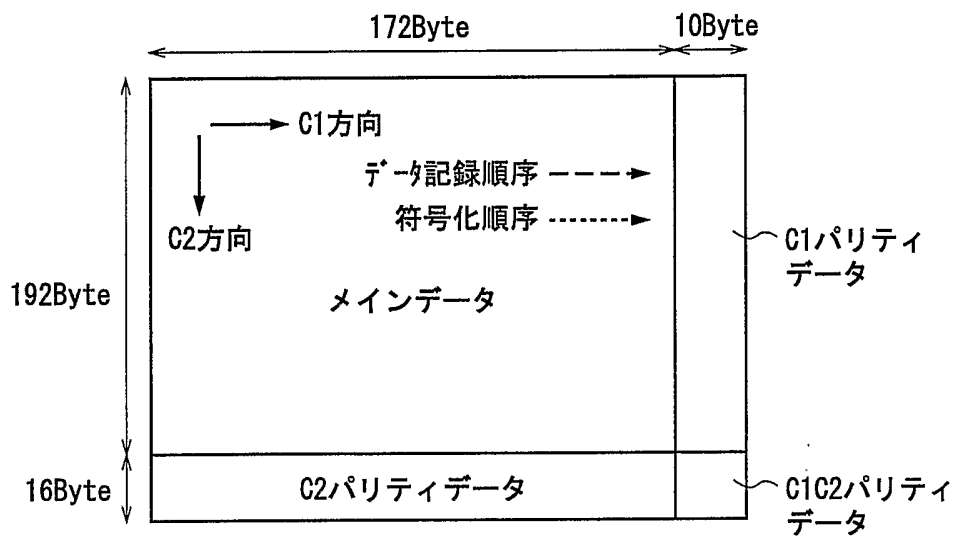 172Byte
10Byte
C1方向
C2方向
データ記録順序
符号化順序
メインデータ
192Byte
C1パリティ
データ
16Byte
C2パリティデータ
C1C2パリティ
データ